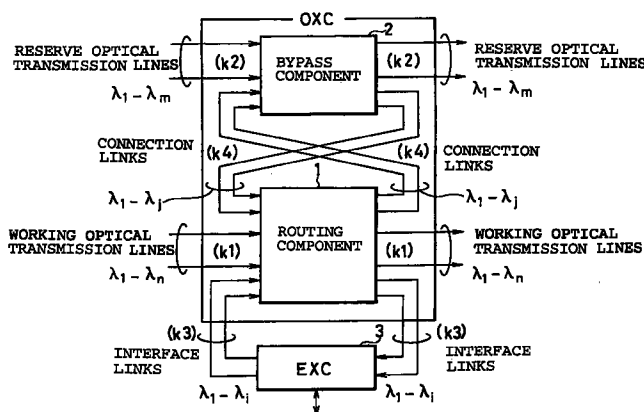 OXC
RESERVE OPTICAL
TRANSMISSION LINES
λ1-λm
(k2)
2
BYPASS
COMPONENT
(k2)
RESERVE OPTICAL
TRANSMISSION LINES
λ1-λm
CONNECTION
LINKS
(k4)
λ1-λj
1
(k4)
CONNECTION
LINKS
λ1-λj
WORKING OPTICAL
TRANSMISSION LINES
λ1-λn
(k1)
ROUTING
COMPONENT
(k1)
WORKING OPTICAL
TRANSMISSION LINES
λ1-λn
(k3)
INTERFACE
LINKS
λ1-λi
3
EXC
(k3)
INTERFACE
LINKS
λ1-λi